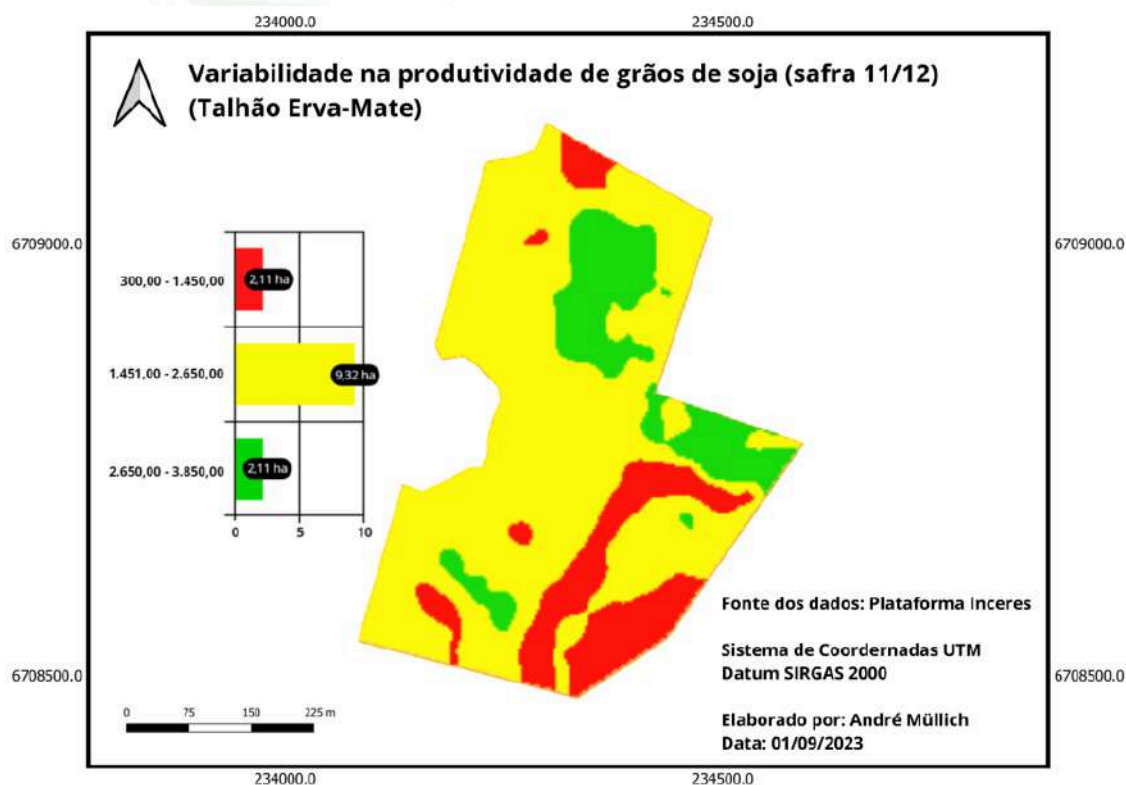 234000.0
234500.0
Variabilidade na produtividade de grãos de soja (safra 11/12)
(Talhão Erva-Mate)
6709000.0
6709000.0
300,00 - 1.450,00
2,11 ha
1.451,00 - 2.650,00
9,32 ha
2.650,00 - 3.850,00
2,11 ha
0
5
10
Fonte dos dados: Plataforma Inceres
Sistema de Coordernadas UTM
Datum SIRGAS 2000
6708500.0
6708500.0
0
75
150
225 m
Elaborado por: André Müllich
Data: 01/09/2023
234000.0
234500.0